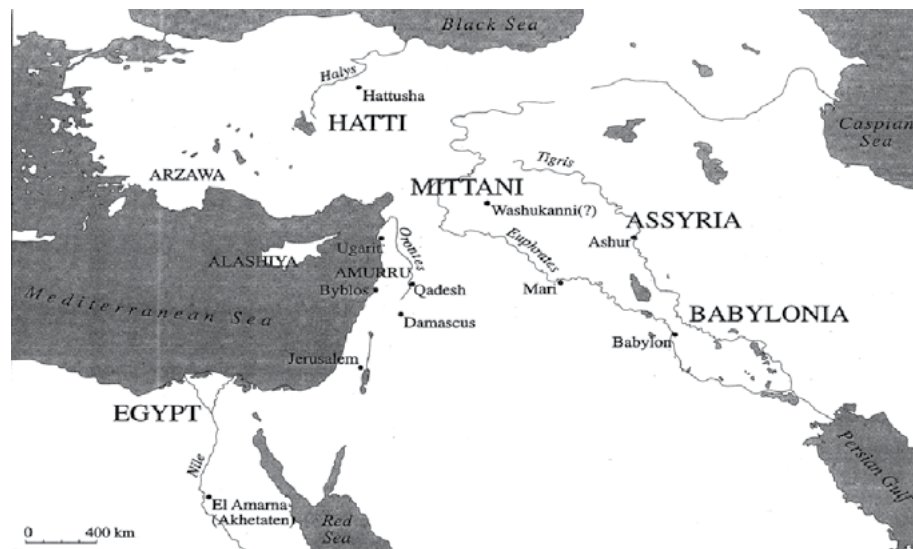 Black Sea
Halys
Hattusha
HATTI
Caspian
Sea
ARZAWA
Tigris
MITTANI
Washukanni(?)
ASSYRIA
Ashur
Orontes
Ugarit
Euphrates
ALASHIYA
AMURRU
Byblos
Qadesh
Mari
Mediterranean Sea
Damascus
BABYLONIA
Babylon
Jerusalem
EGYPT
Persian Gulf
Nile
El Amarna
(Akhetaten)
Red
Sea
0 400 km